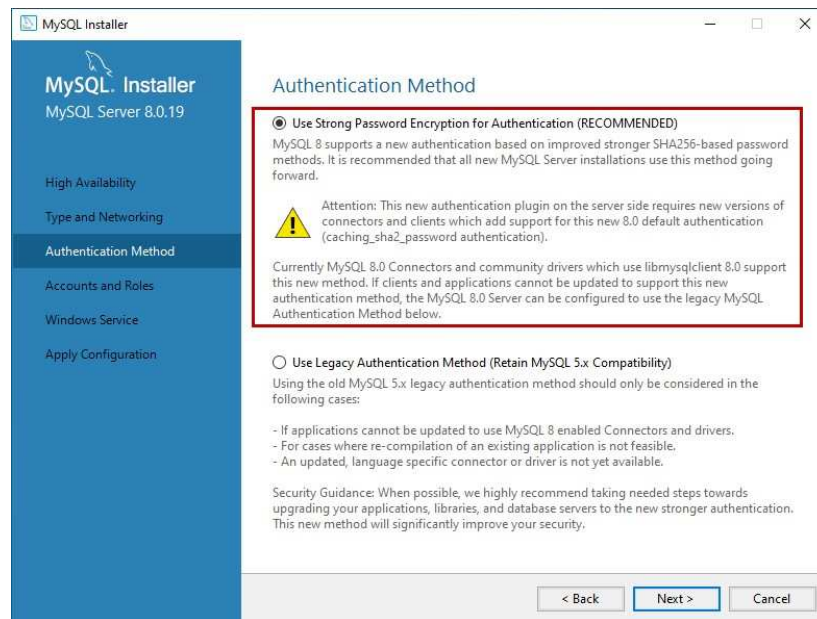 MySQL Installer
MySQL. Installer
MySQL Server 8.0.19
High Availability
Type and Networking
Authentication Method
Accounts and Roles
Windows Service
Apply Configuration
Authentication Method
Use Strong Password Encryption for Authentication (RECOMMENDED)
MySQL 8 supports a new authentication based on improved stronger SHA256-based password
methods. It is recommended that all new MySQL Server installations use this method going
forward.
Attention: This new authentication plugin on the server side requires new versions of
connectors and clients which add support for this new 8.0 default authentication
(caching_sha2_password authentication).
Currently MySQL 8.0 Connectors and community drivers which use libmysqlclient 8.0 support
this new method. If clients and applications cannot be updated to support this new
authentication method, the MySQL 8.0 Server can be configured to use the legacy MySQL
Authentication Method below.
Use Legacy Authentication Method (Retain MySQL 5.x Compatibility)
Using the old MySQL 5.x legacy authentication method should only be considered in the
following cases:
- If applications cannot be updated to use MySQL 8 enabled Connectors and drivers.
- For cases where re-compilation of an existing application is not feasible.
- An updated, language specific connector or driver is not yet available.
Security Guidance: When possible, we highly recommend taking needed steps towards
upgrading your applications, libraries, and database servers to the new stronger authentication.
This new method will significantly improve your security.
< Back
Next >
Cancel